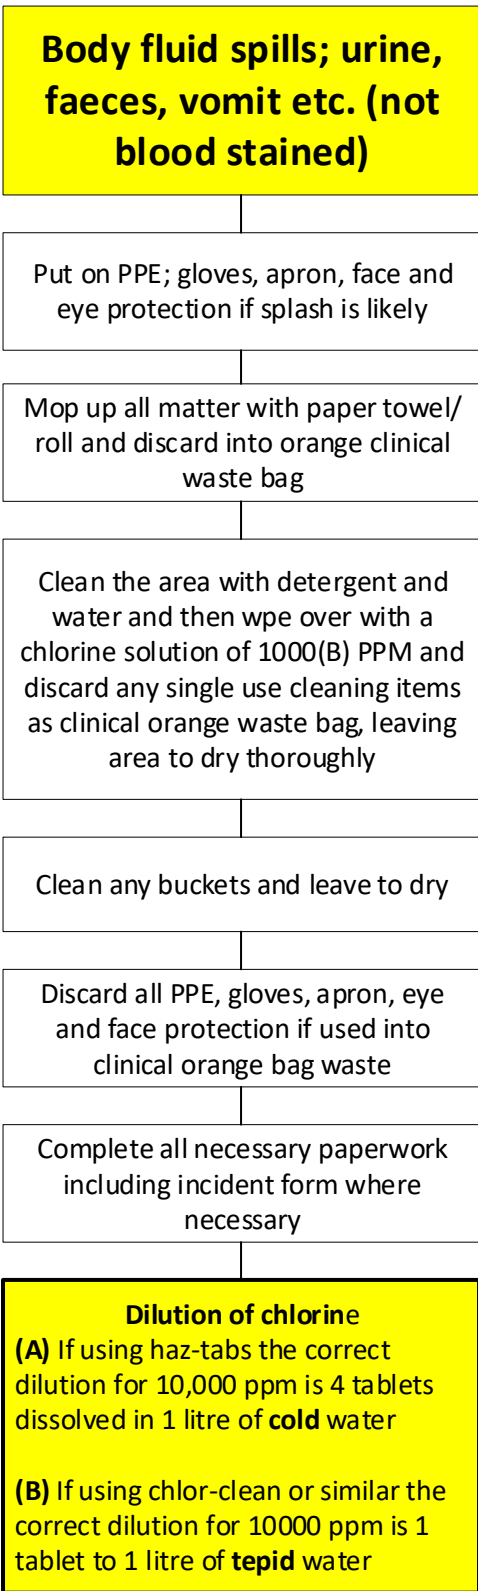 Body fluid spills; urine,
faeces, vomit etc. (not
blood stained)
Put on PPE; gloves, apron, face and
eye protection if splash is likely
Mop up all matter with paper towel/
roll and discard into orange clinical
waste bag
Clean the area with detergent and
water and then wpe over with a
chlorine solution of 1000(B) PPM and
discard any single use cleaning items
as clinical orange waste bag, leaving
area to dry thoroughly
Clean any buckets and leave to dry
Discard all PPE, gloves, apron, eye
and face protection if used into
clinical orange bag waste
Complete all necessary paperwork
including incident form where
necessary
Dilution of chlorine
(A) If using haz-tabs the correct
dilution for 10,000 ppm is 4 tablets
dissolved in 1 litre of cold water
(B) If using chlor-clean or similar the
correct dilution for 10000 ppm is 1
tablet to 1 litre of tepid water